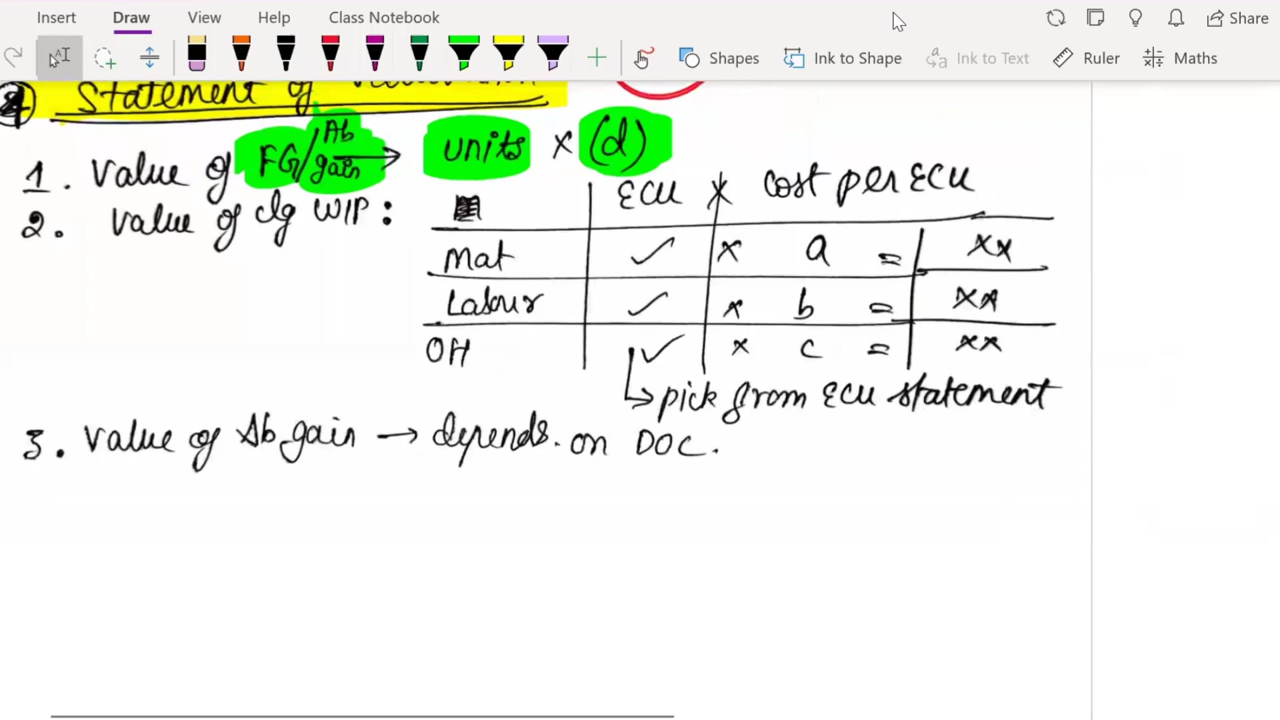 Insert Draw View Help Class Notebook Share
Shapes Ink to Shape Ink to Text Ruler Maths
Statement of
1. Value of FG/Ab gain → units × (d)
2. Value of clg WIP :
ECU × cost per ECU
Mat ✓ × a = xx
Labour ✓ × b = xx
OH ✓ × c = xx
↳ pick from ECU statement
3. Value of Ab gain → depends on DOC.